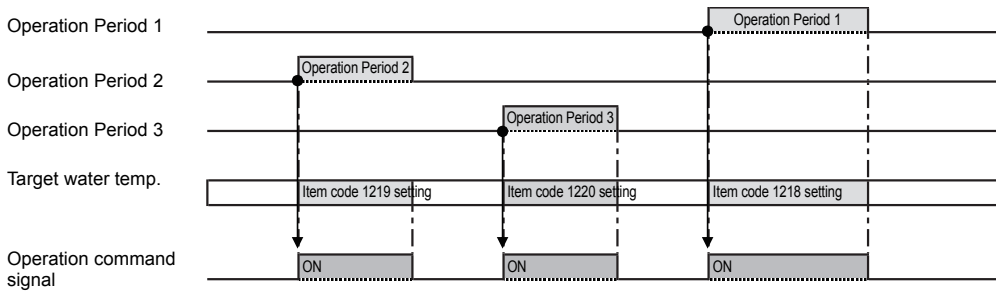 Operation Period 1
Operation Period 1
Operation Period 2
Operation Period 2
Operation Period 3
Operation Period 3
Target water temp.
Item code 1219 setting
Item code 1220 setting
Item code 1218 setting
Operation command
signal
ON
ON
ON